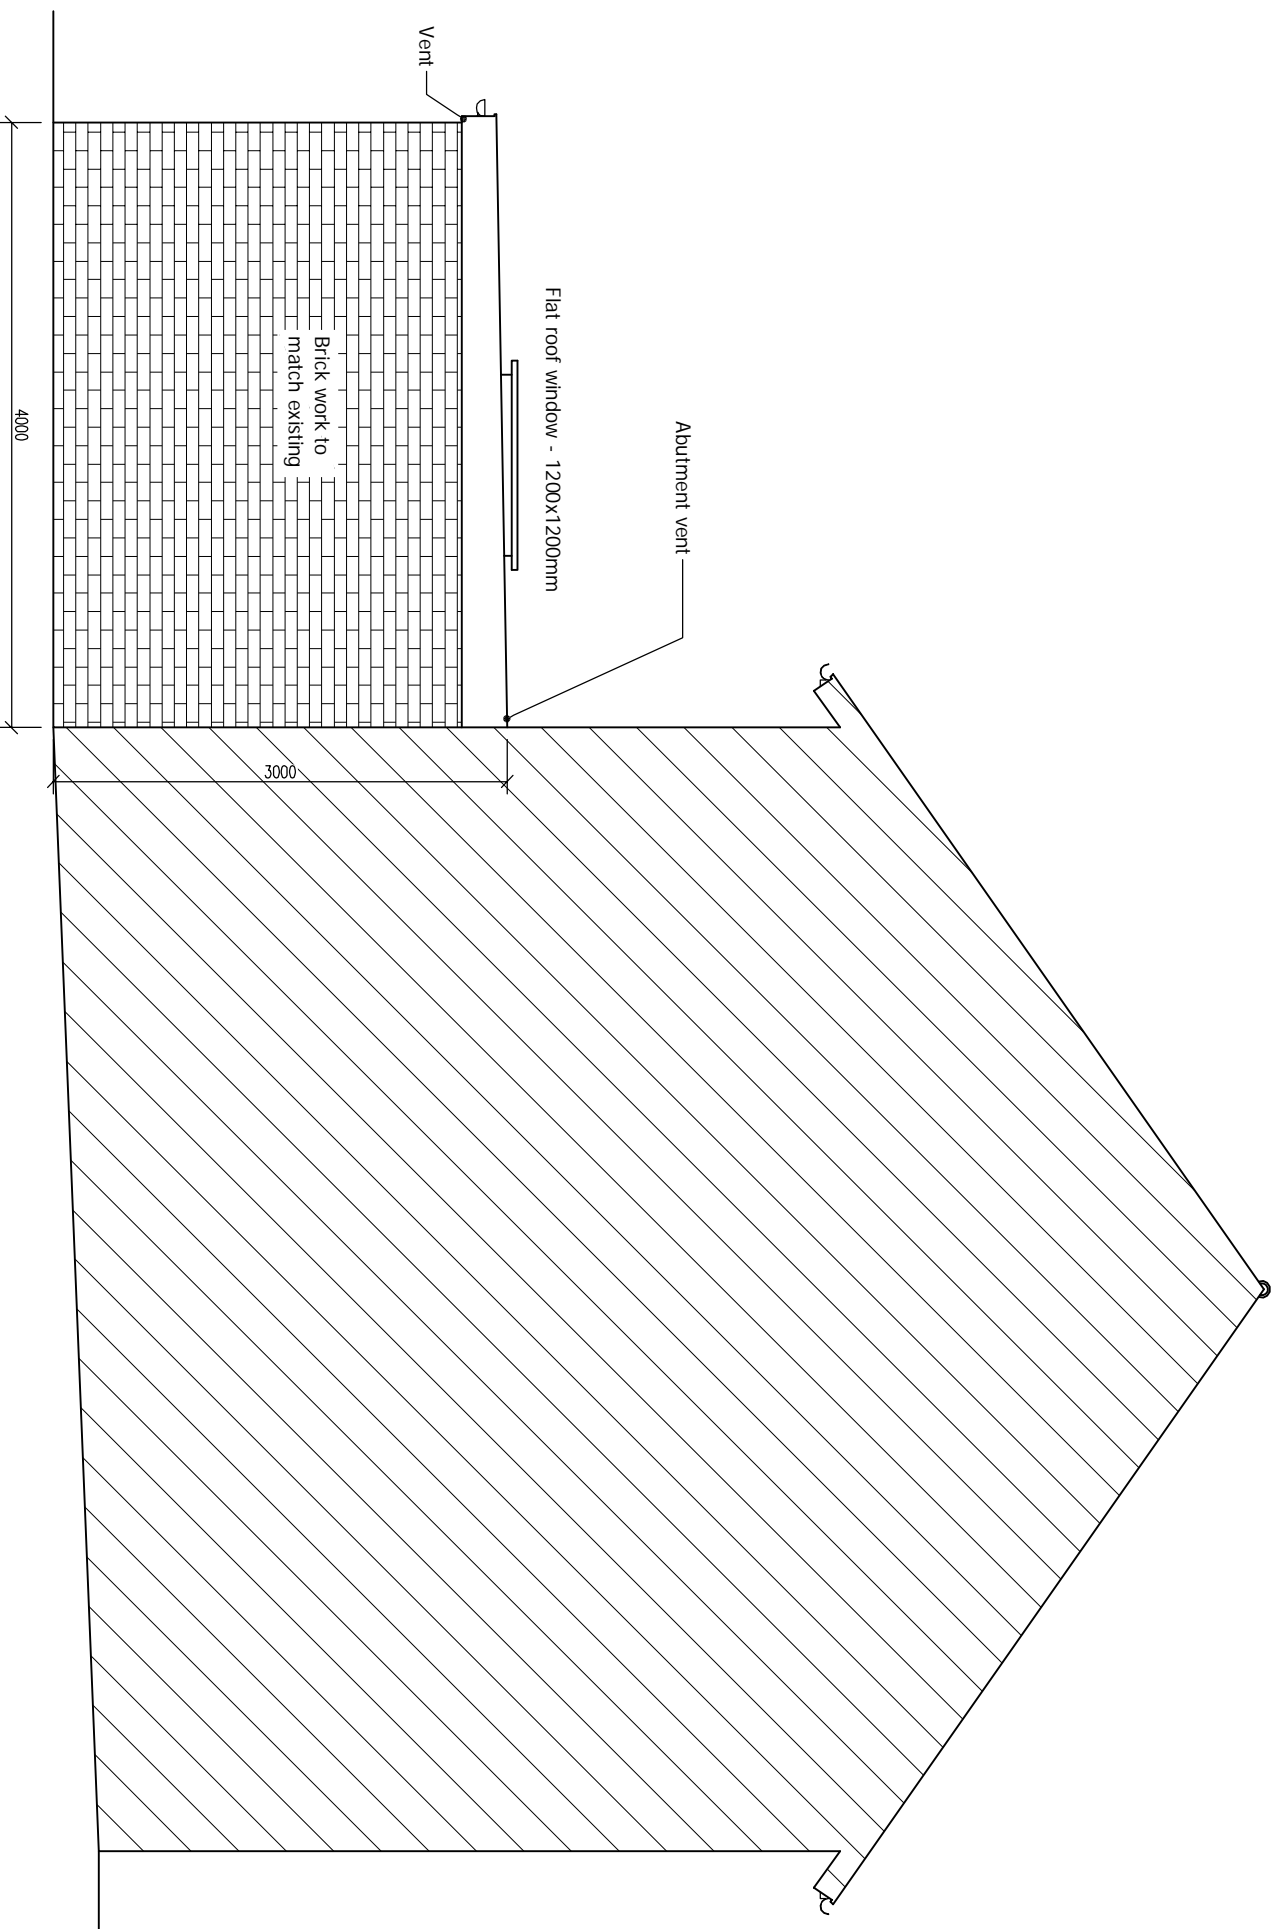 Vent
Flat roof window - 1200x1200mm
Abutment vent
Brick work to
match existing
4000
3000